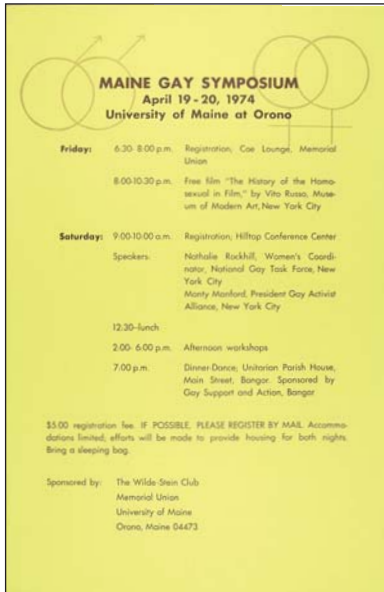 MAINE GAY SYMPOSIUM
April 19 - 20, 1974
University of Maine at Orono
Friday: 6:30- 8:00 p.m. Registration, Coe Lounge, Memorial
Union
8:00-10:30 p.m. Free film "The History of the Homo-
sexual in Film," by Vito Russo, Muse-
um of Modern Art, New York City
Saturday: 9:00-10:00 a.m. Registration; Hilltop Conference Center
Speakers: Nathalie Rockhill, Women's Coordi-
nator, National Gay Task Force, New
York City
Monty Manford, President Gay Activist
Alliance, New York City
12:30–lunch
2:00- 6:00 p.m. Afternoon workshops
7:00 p.m. Dinner-Dance, Unitarian Parish House,
Main Street, Bangor. Sponsored by
Gay Support and Action, Bangor
$5.00 registration fee. IF POSSIBLE, PLEASE REGISTER BY MAIL. Accommo-
dations limited; efforts will be made to provide housing for both nights.
Bring a sleeping bag.
Sponsored by: The Wilde-Stein Club
Memorial Union
University of Maine
Orono, Maine 04473